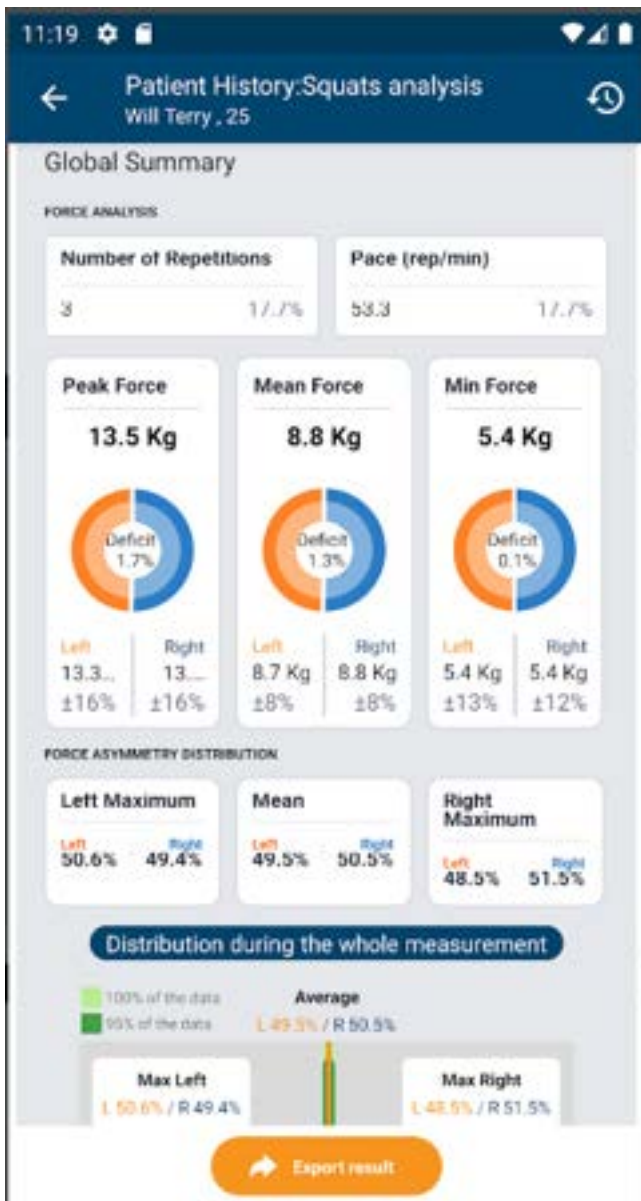 11:19
Patient History:Squats analysis
Will Terry , 25
Global Summary
FORCE ANALYSIS
Number of Repetitions
3 17.7%
Pace (rep/min)
53.3 17.7%
Peak Force
13.5 Kg
Deficit
1.7%
Left Right
13.3... 13....
±16% ±16%
Mean Force
8.8 Kg
Deficit
1.3%
Left Right
8.7 Kg 8.8 Kg
±8% ±8%
Min Force
5.4 Kg
Deficit
0.1%
Left Right
5.4 Kg 5.4 Kg
±13% ±12%
FORCE ASYMMETRY DISTRIBUTION
Left Maximum
Left Right
50.6% 49.4%
Mean
Left Right
49.5% 50.5%
Right
Maximum
Left Right
48.5% 51.5%
Distribution during the whole measurement
100% of the data
95% of the data
Average
L 49.5% / R 50.5%
Max Left
L 50.6% / R 49.4%
Max Right
L 48.5% / R 51.5%
Export result